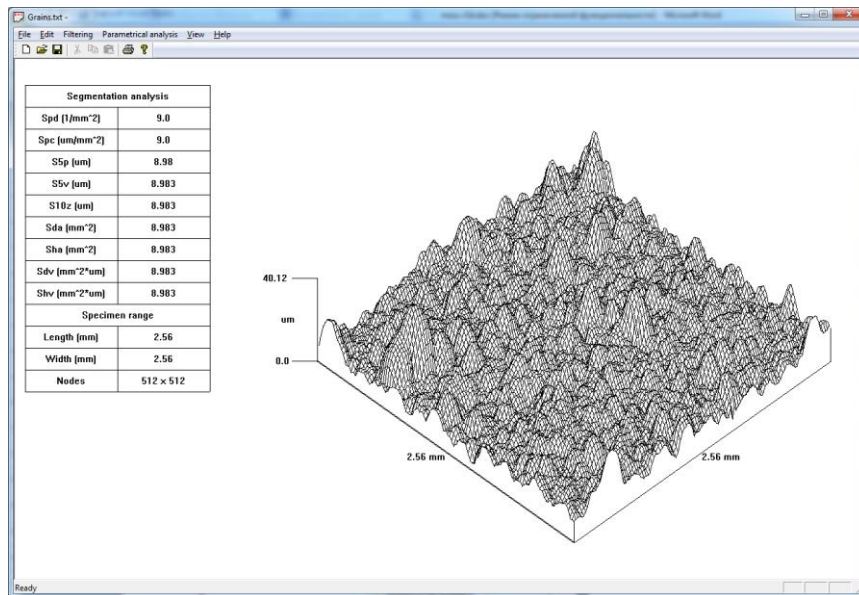 Grains.txt -
File Edit Filtering Parametrical analysis View Help
Segmentation analysis
Spd (1/mm^2) 9.0
Spc (um/mm^2) 9.0
S5p (um) 8.98
S5v (um) 8.983
S10z (um) 8.983
Sda (mm^2) 8.983
Sha (mm^2) 8.983
Sdv (mm^2*um) 8.983
Shv (mm^2*um) 8.983
Specimen range
Length (mm) 2.56
Width (mm) 2.56
Nodes 512 × 512
40.12
um
0.0
2.56 mm
2.56 mm
Ready